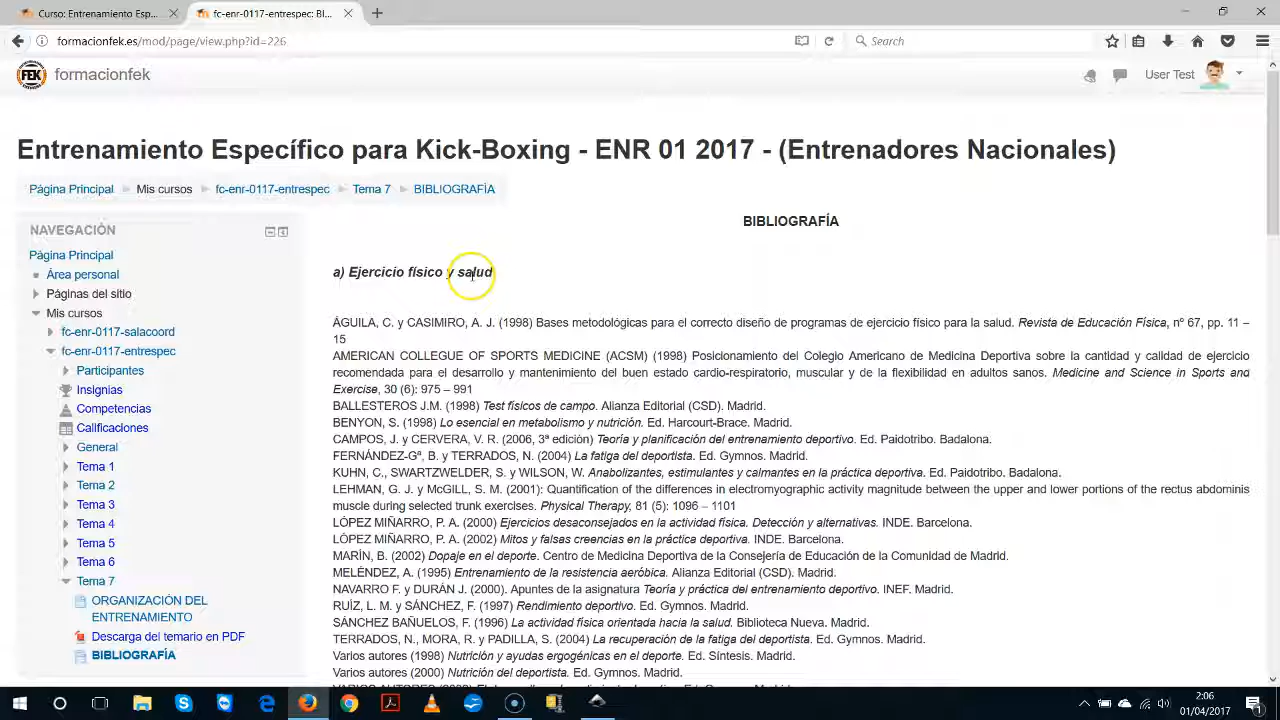 Curso: Entrenamiento Esp...
fc-enr-0117-entrespec: Bi...
formacionfek.es/mod/page/view.php?id=226
Search
FEK
formacionfek
User Test
Entrenamiento Específico para Kick-Boxing - ENR 01 2017 - (Entrenadores Nacionales)
Página Principal
Mis cursos
fc-enr-0117-entrespec
Tema 7
BIBLIOGRAFÍA
NAVEGACIÓN
Página Principal
Área personal
Páginas del sitio
Mis cursos
fc-enr-0117-salacoord
fc-enr-0117-entrespec
Participantes
Insignias
Competencias
Calificaciones
General
Tema 1
Tema 2
Tema 3
Tema 4
Tema 5
Tema 6
Tema 7
ORGANIZACIÓN DEL
ENTRENAMIENTO
Descarga del temario en PDF
BIBLIOGRAFÍA
BIBLIOGRAFÍA
a) Ejercicio físico y salud
ÁGUILA, C. y CASIMIRO, A. J. (1998) Bases metodológicas para el correcto diseño de programas de ejercicio físico para la salud. Revista de Educación Física, nº 67, pp. 11 –
15
AMERICAN COLLEGUE OF SPORTS MEDICINE (ACSM) (1998) Posicionamiento del Colegio Americano de Medicina Deportiva sobre la cantidad y calidad de ejercicio
recomendada para el desarrollo y mantenimiento del buen estado cardio-respiratorio, muscular y de la flexibilidad en adultos sanos. Medicine and Science in Sports and
Exercise, 30 (6): 975 – 991
BALLESTEROS J.M. (1998) Test físicos de campo. Alianza Editorial (CSD). Madrid.
BENYON, S. (1998) Lo esencial en metabolismo y nutrición. Ed. Harcourt-Brace. Madrid.
CAMPOS, J. y CERVERA, V. R. (2006, 3ª edición) Teoría y planificación del entrenamiento deportivo. Ed. Paidotribo. Badalona.
FERNÁNDEZ-Gª, B. y TERRADOS, N. (2004) La fatiga del deportista. Ed. Gymnos. Madrid.
KUHN, C., SWARTZWELDER, S. y WILSON, W. Anabolizantes, estimulantes y calmantes en la práctica deportiva. Ed. Paidotribo. Badalona.
LEHMAN, G. J. y McGILL, S. M. (2001): Quantification of the differences in electromyographic activity magnitude between the upper and lower portions of the rectus abdominis
muscle during selected trunk exercises. Physical Therapy, 81 (5): 1096 – 1101
LÓPEZ MIÑARRO, P. A. (2000) Ejercicios desaconsejados en la actividad física. Detección y alternativas. INDE. Barcelona.
LÓPEZ MIÑARRO, P. A. (2002) Mitos y falsas creencias en la práctica deportiva. INDE. Barcelona.
MARÍN, B. (2002) Dopaje en el deporte. Centro de Medicina Deportiva de la Consejería de Educación de la Comunidad de Madrid.
MELÉNDEZ, A. (1995) Entrenamiento de la resistencia aeróbica. Alianza Editorial (CSD). Madrid.
NAVARRO F. y DURÁN J. (2000). Apuntes de la asignatura Teoría y práctica del entrenamiento deportivo. INEF. Madrid.
RUÍZ, L. M. y SÁNCHEZ, F. (1997) Rendimiento deportivo. Ed. Gymnos. Madrid.
SÁNCHEZ BAÑUELOS, F. (1996) La actividad física orientada hacia la salud. Biblioteca Nueva. Madrid.
TERRADOS, N., MORA, R. y PADILLA, S. (2004) La recuperación de la fatiga del deportista. Ed. Gymnos. Madrid.
Varios autores (1998) Nutrición y ayudas ergogénicas en el deporte. Ed. Síntesis. Madrid.
Varios autores (2000) Nutrición del deportista. Ed. Gymnos. Madrid.
2:06
01/04/2017